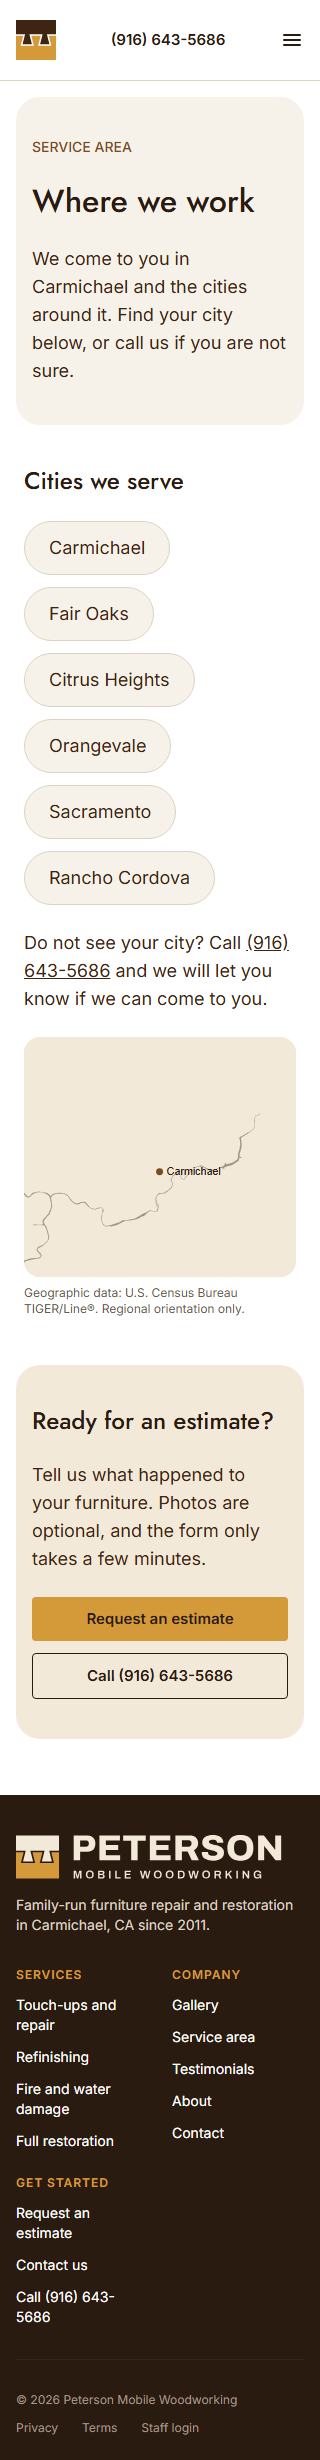 (916) 643-5686
SERVICE AREA
Where we work
We come to you in
Carmichael and the cities
around it. Find your city
below, or call us if you are not
sure.
Cities we serve
Carmichael
Fair Oaks
Citrus Heights
Orangevale
Sacramento
Rancho Cordova
Do not see your city? Call (916)
643-5686 and we will let you
know if we can come to you.
Carmichael
Geographic data: U.S. Census Bureau
TIGER/Line®. Regional orientation only.
Ready for an estimate?
Tell us what happened to
your furniture. Photos are
optional, and the form only
takes a few minutes.
Request an estimate
Call (916) 643-5686
PETERSON
MOBILE WOODWORKING
Family-run furniture repair and restoration
in Carmichael, CA since 2011.
SERVICES
Touch-ups and
repair
Refinishing
Fire and water
damage
Full restoration
COMPANY
Gallery
Service area
Testimonials
About
Contact
GET STARTED
Request an
estimate
Contact us
Call (916) 643-
5686
© 2026 Peterson Mobile Woodworking
Privacy Terms Staff login